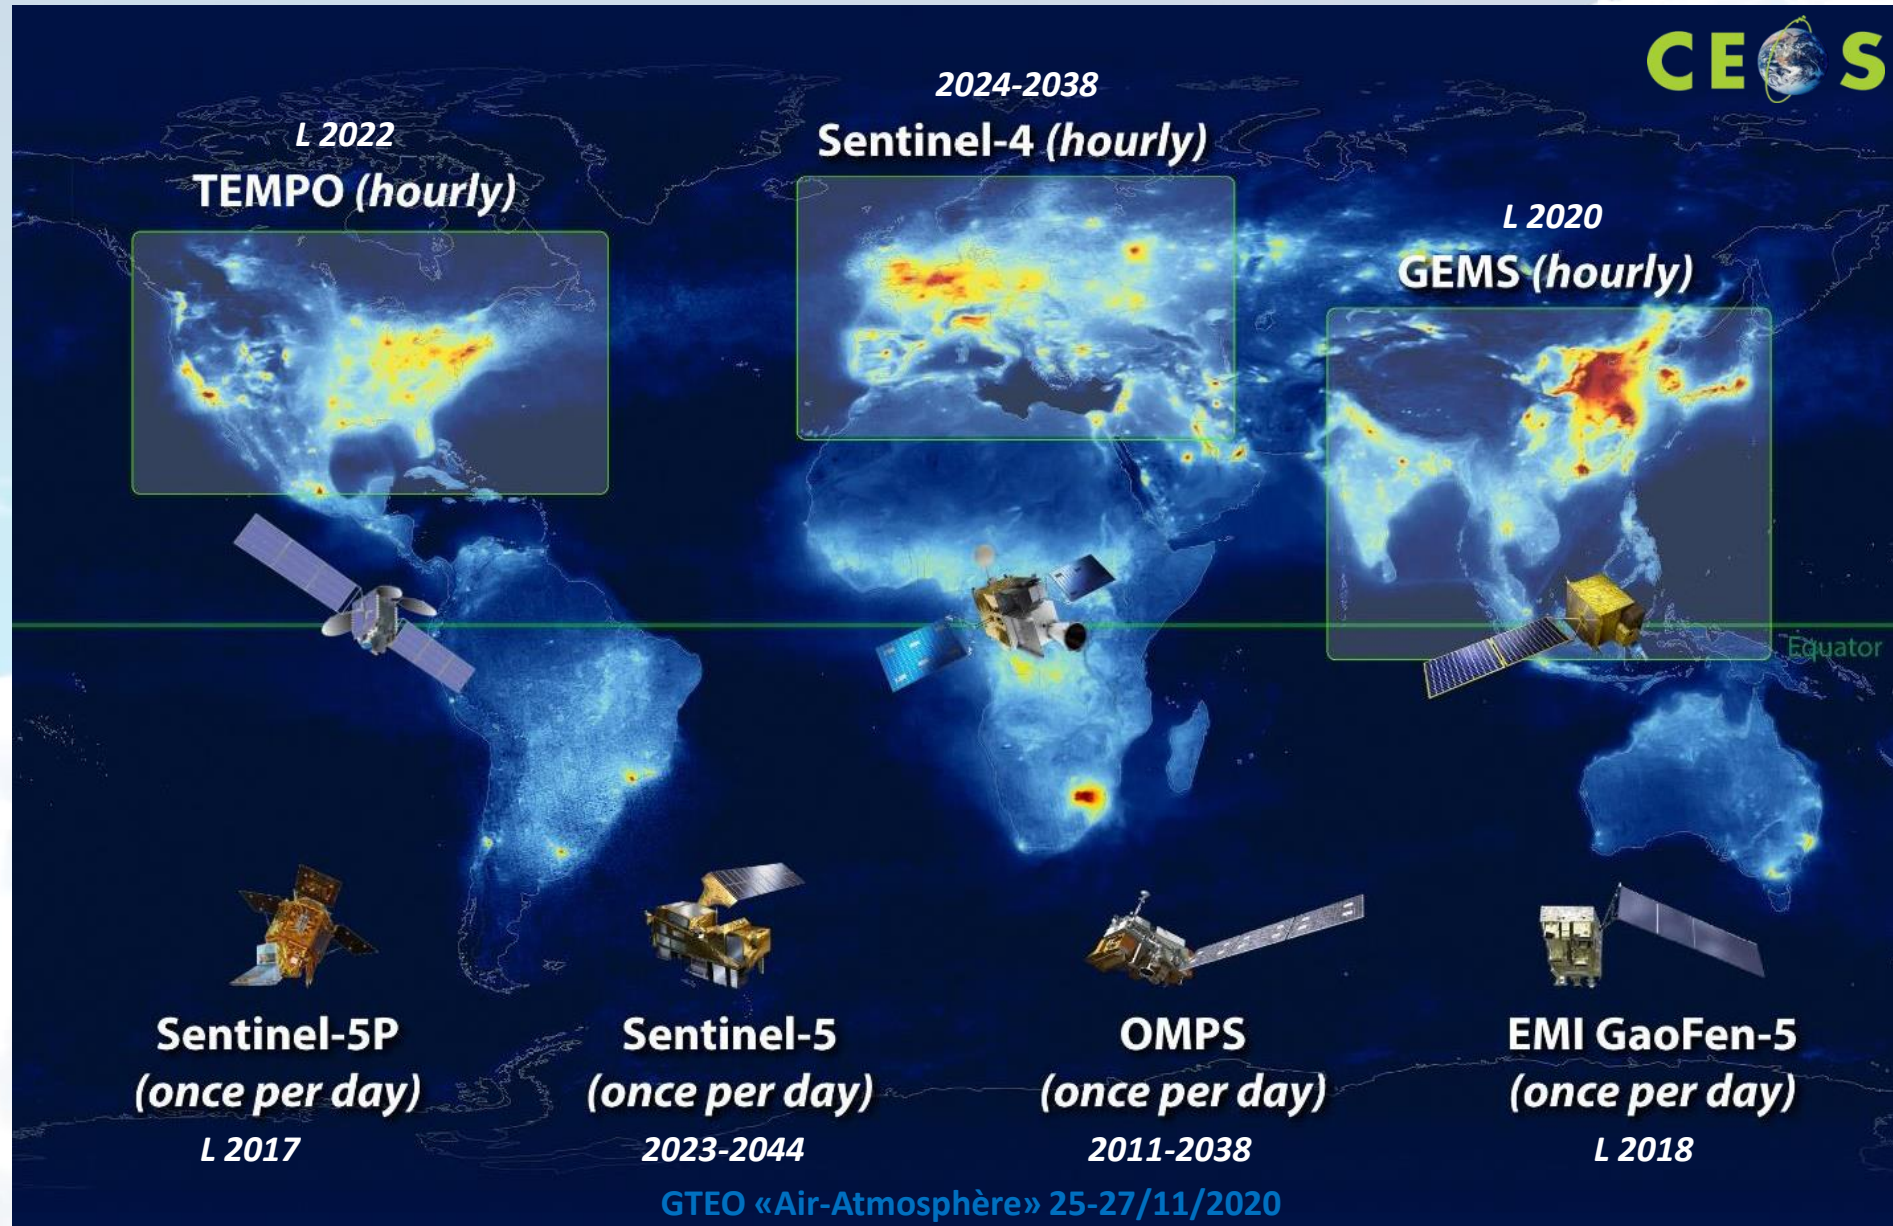 CEOS
2024-2038
Sentinel-4 (hourly)
L 2022
TEMPO (hourly)
L 2020
GEMS (hourly)
Equator
Sentinel-5P
(once per day)
L 2017
Sentinel-5
(once per day)
2023-2044
OMPS
(once per day)
2011-2038
EMI GaoFen-5
(once per day)
L 2018
GTEO «Air-Atmosphère» 25-27/11/2020